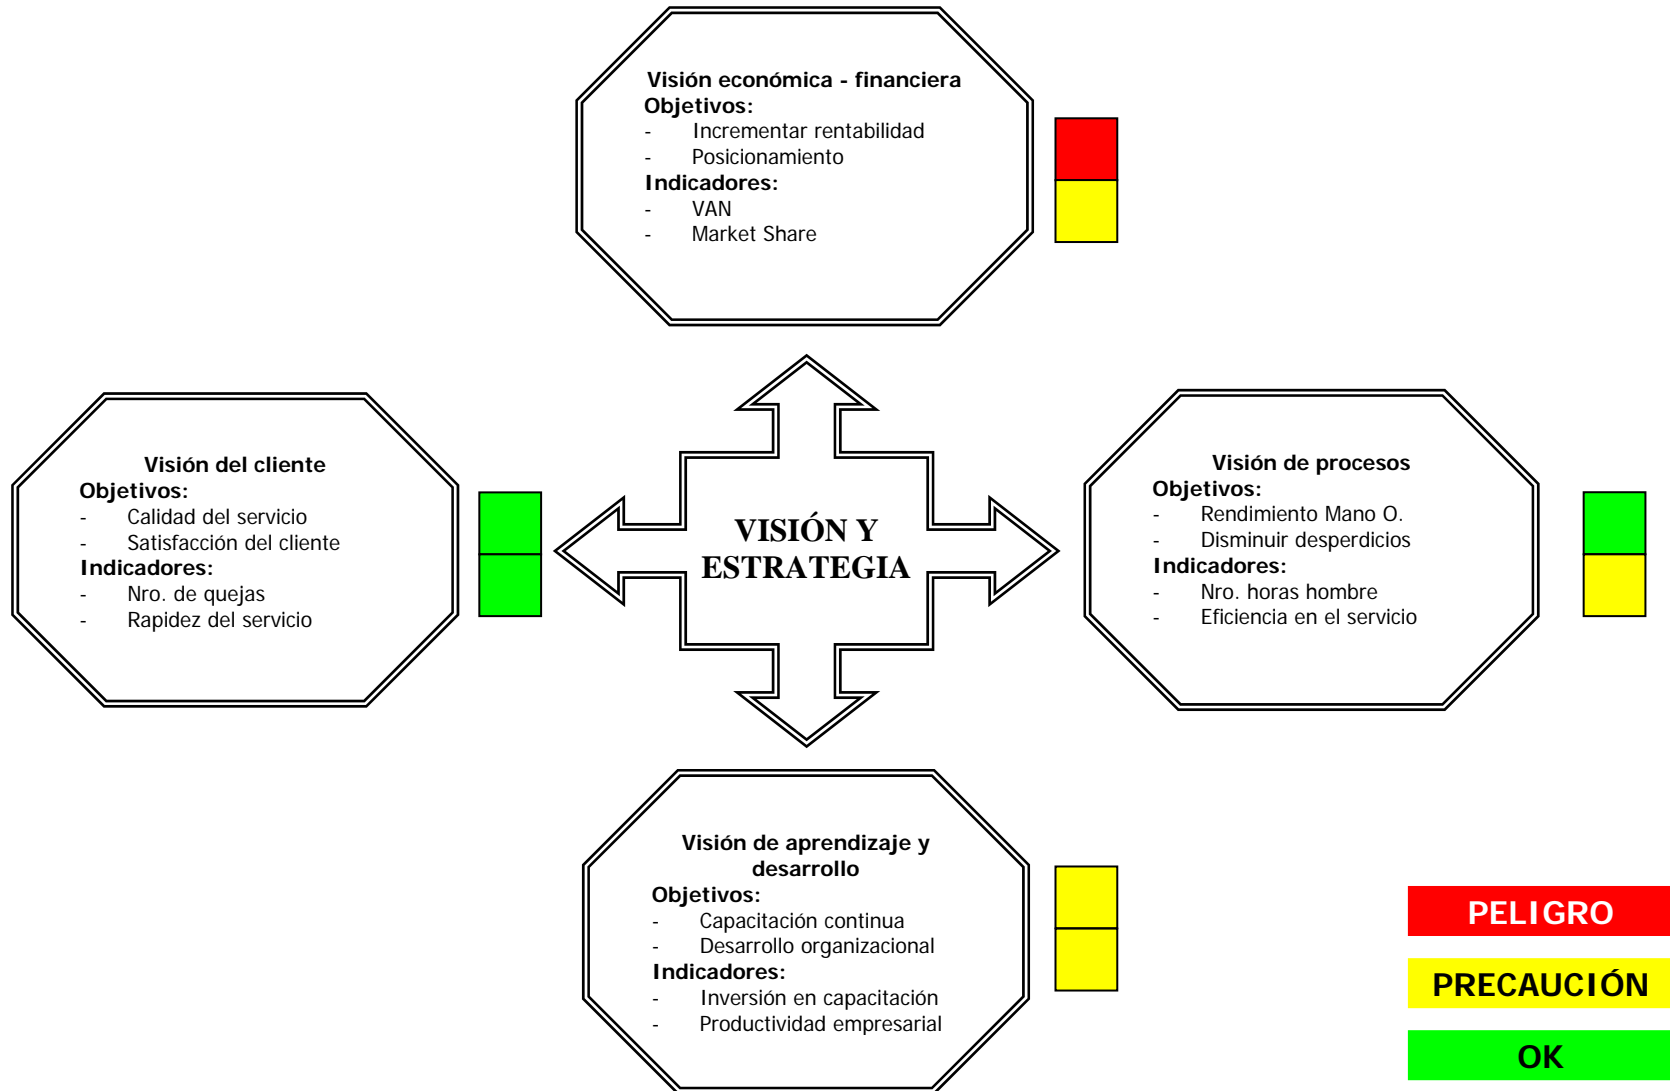 Visión económica - financiera
Objetivos:
- Incrementar rentabilidad
- Posicionamiento
Indicadores:
- VAN
- Market Share
Visión del cliente
Objetivos:
- Calidad del servicio
- Satisfacción del cliente
Indicadores:
- Nro. de quejas
- Rapidez del servicio
VISIÓN Y
ESTRATEGIA
Visión de procesos
Objetivos:
- Rendimiento Mano O.
- Disminuir desperdicios
Indicadores:
- Nro. horas hombre
- Eficiencia en el servicio
Visión de aprendizaje y
desarrollo
Objetivos:
- Capacitación continua
- Desarrollo organizacional
Indicadores:
- Inversión en capacitación
- Productividad empresarial
PELIGRO
PRECAUCIÓN
OK